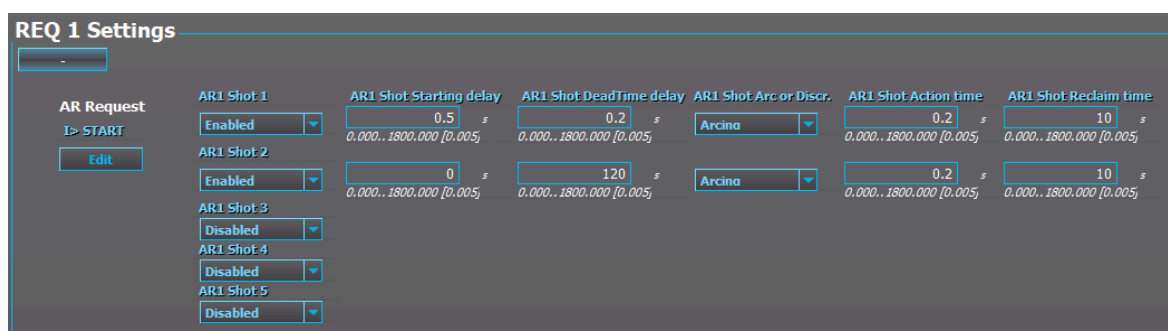 REQ 1 Settings
-
AR Request
I> START
Edit
AR1 Shot 1 AR1 Shot Starting delay AR1 Shot DeadTime delay AR1 Shot Arc or Discr. AR1 Shot Action time AR1 Shot Reclaim time
Enabled 0.5 s 0.2 s Arcing 0.2 s 10 s
0.000..1800.000 [0.005] 0.000..1800.000 [0.005] 0.000..1800.000 [0.005] 0.000..1800.000 [0.005]
AR1 Shot 2
Enabled 0 s 120 s Arcing 0.2 s 10 s
0.000..1800.000 [0.005] 0.000..1800.000 [0.005] 0.000..1800.000 [0.005] 0.000..1800.000 [0.005]
AR1 Shot 3
Disabled
AR1 Shot 4
Disabled
AR1 Shot 5
Disabled